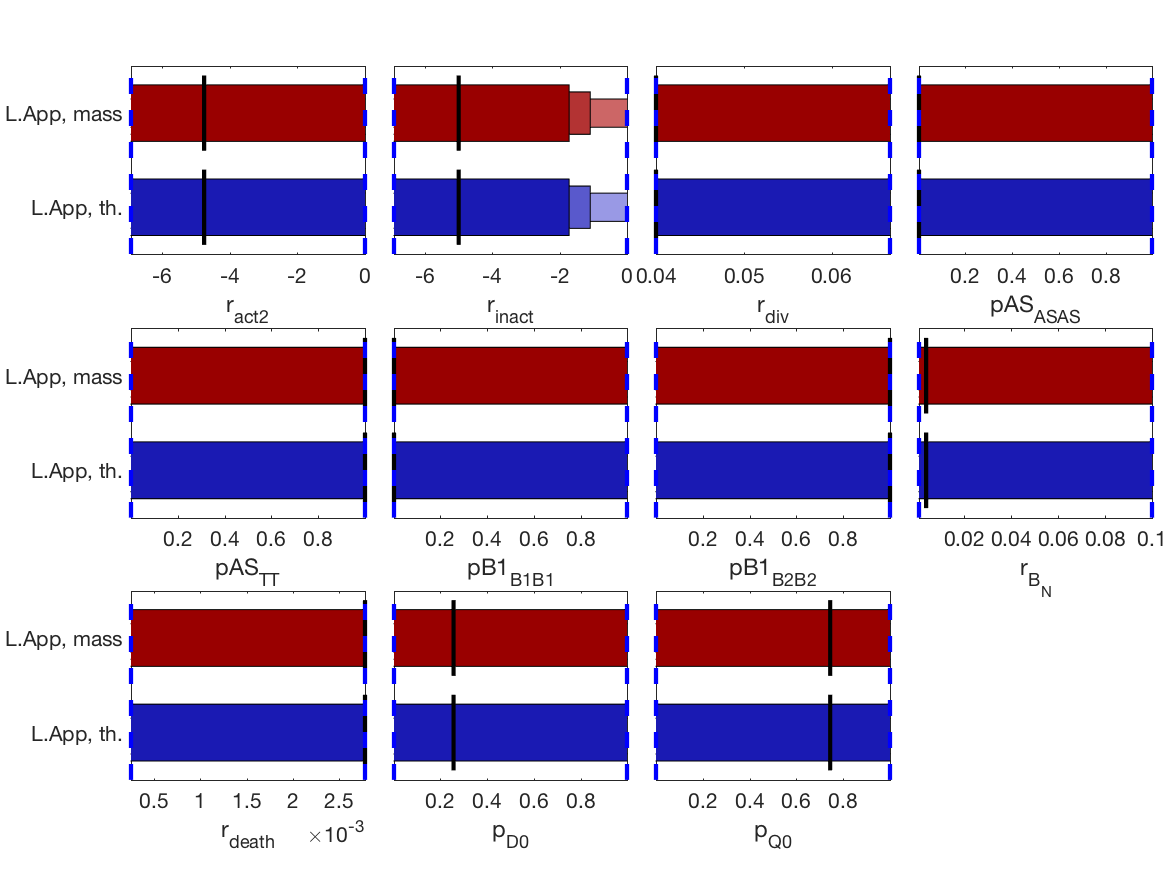 L.App, mass
L.App, th.
-6 -4 -2 0
r_act2
-6 -4 -2 0
r_inact
0.04 0.05 0.06
r_div
0.2 0.4 0.6 0.8
pAS_ASAS
L.App, mass
L.App, th.
0.2 0.4 0.6 0.8
pAS_TT
0.2 0.4 0.6 0.8
pB1_B1B1
0.2 0.4 0.6 0.8
pB1_B2B2
0.02 0.04 0.06 0.08 0.1
r_B_N
L.App, mass
L.App, th.
0.5 1 1.5 2 2.5
r_death ×10^-3
0.2 0.4 0.6 0.8
p_D0
0.2 0.4 0.6 0.8
p_Q0